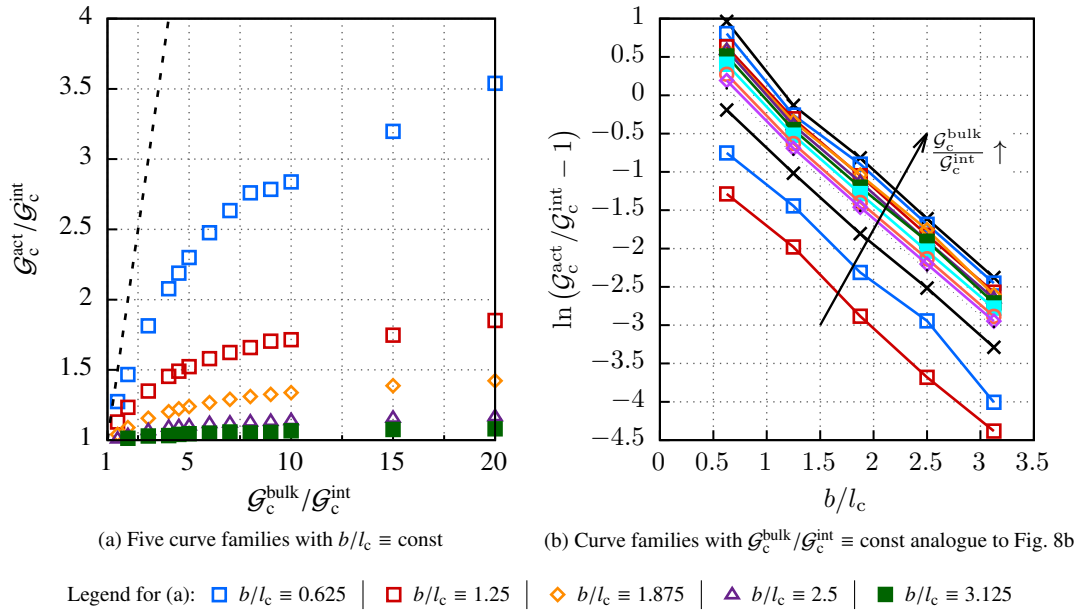 4
3.5
3
2.5
2
1.5
1
1 5 10 15 20
𝒢_c^act/𝒢_c^int
𝒢_c^bulk/𝒢_c^int
(a) Five curve families with b/l_c ≡ const
1
0.5
0
−0.5
−1
−1.5
−2
−2.5
−3
−3.5
−4
−4.5
0 0.5 1 1.5 2 2.5 3 3.5
ln (𝒢_c^act/𝒢_c^int − 1)
𝒢_c^bulk/𝒢_c^int ↑
b/l_c
(b) Curve families with 𝒢_c^bulk/𝒢_c^int ≡ const analogue to Fig. 8b
Legend for (a): b/l_c ≡ 0.625 | b/l_c ≡ 1.25 | b/l_c ≡ 1.875 | b/l_c ≡ 2.5 | b/l_c ≡ 3.125